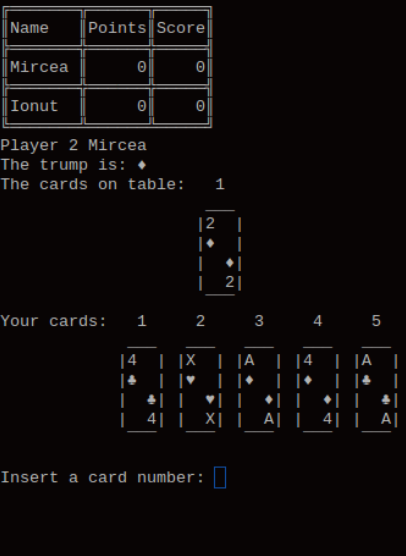 Name Points Score
Mircea 0 0
Ionut 0 0
Player 2 Mircea
The trump is: ♦
The cards on table: 1
2
♦
♦
2
Your cards: 1 2 3 4 5
4 X A 4 A
♣ ♥ ♦ ♦ ♣
♣ ♥ ♦ ♦ ♣
4 X A 4 A
Insert a card number: